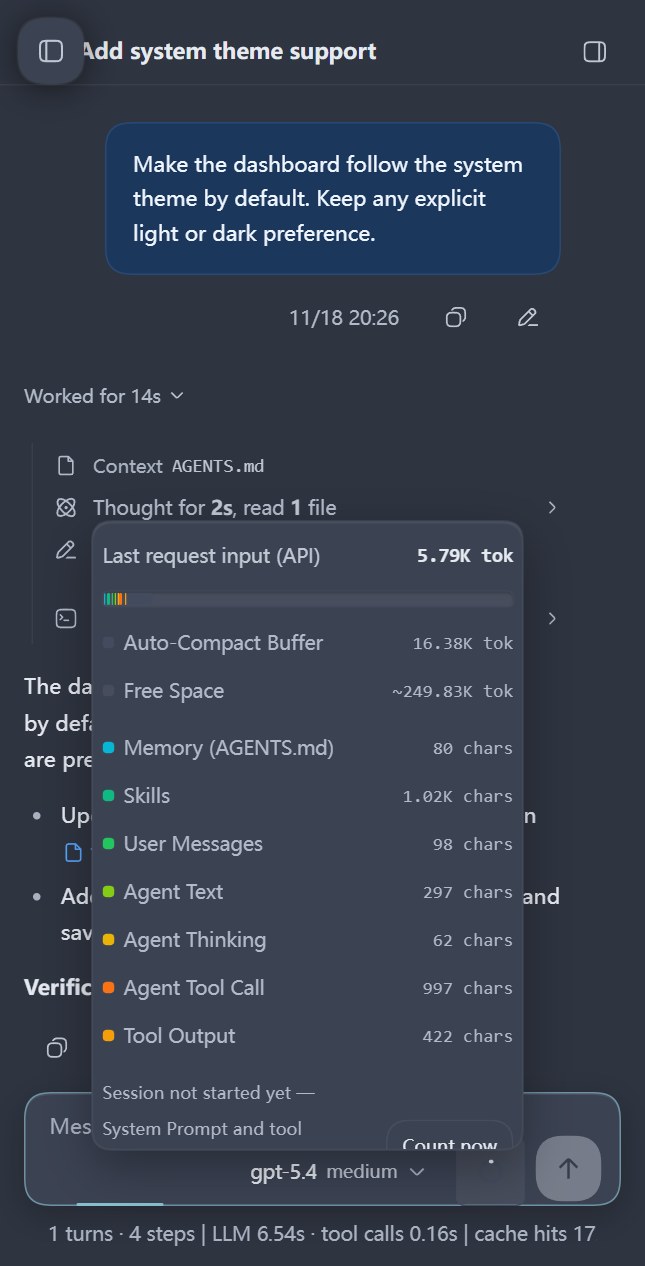 Add system theme support
Make the dashboard follow the system
theme by default. Keep any explicit
light or dark preference.
11/18 20:26
Worked for 14s
Context AGENTS.md
Thought for 2s, read 1 file
Last request input (API) 5.79K tok
Auto-Compact Buffer 16.38K tok
Free Space ~249.83K tok
Memory (AGENTS.md) 80 chars
Skills 1.02K chars
User Messages 98 chars
Agent Text 297 chars
Agent Thinking 62 chars
Agent Tool Call 997 chars
Tool Output 422 chars
Session not started yet —
System Prompt and tool
Count now
The
by
are
and
gpt-5.4 medium
1 turns · 4 steps | LLM 6.54s · tool calls 0.16s | cache hits 17